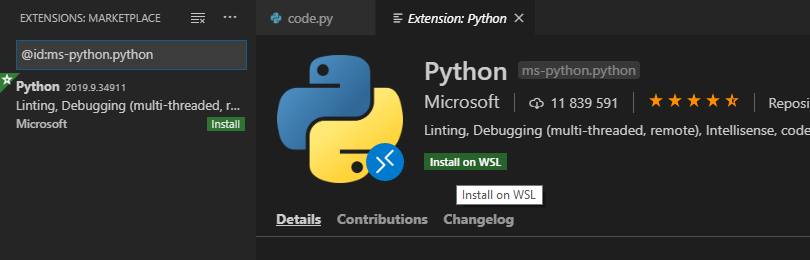 EXTENSIONS: MARKETPLACE
@id:ms-python.python
Python 2019.9.34911
Linting, Debugging (multi-threaded, r...
Microsoft Install
code.py
Extension: Python
Python ms-python.python
Microsoft 11 839 591 Reposi
Linting, Debugging (multi-threaded, remote), Intellisense, code
Install on WSL
Install on WSL
Details Contributions Changelog